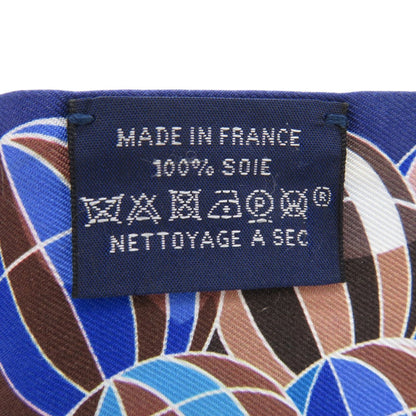 MADE IN FRANCE
100% SOIE
P W ®
NETTOYAGE A SEC